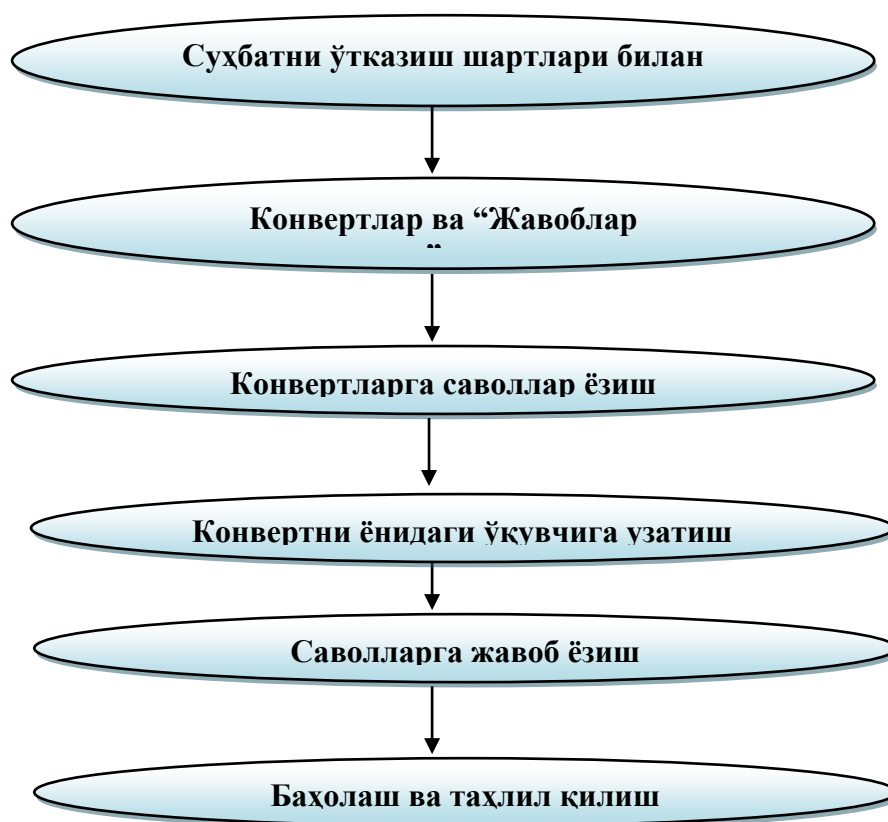 Суҳбатни ўтказиш шартлари билан
Конвертлар ва “Жавоблар
”
Конвертларга саволлар ёзиш
Конвертни ёнидаги ўқувчига узатиш
Саволларга жавоб ёзиш
Баҳолаш ва таҳлил қилиш